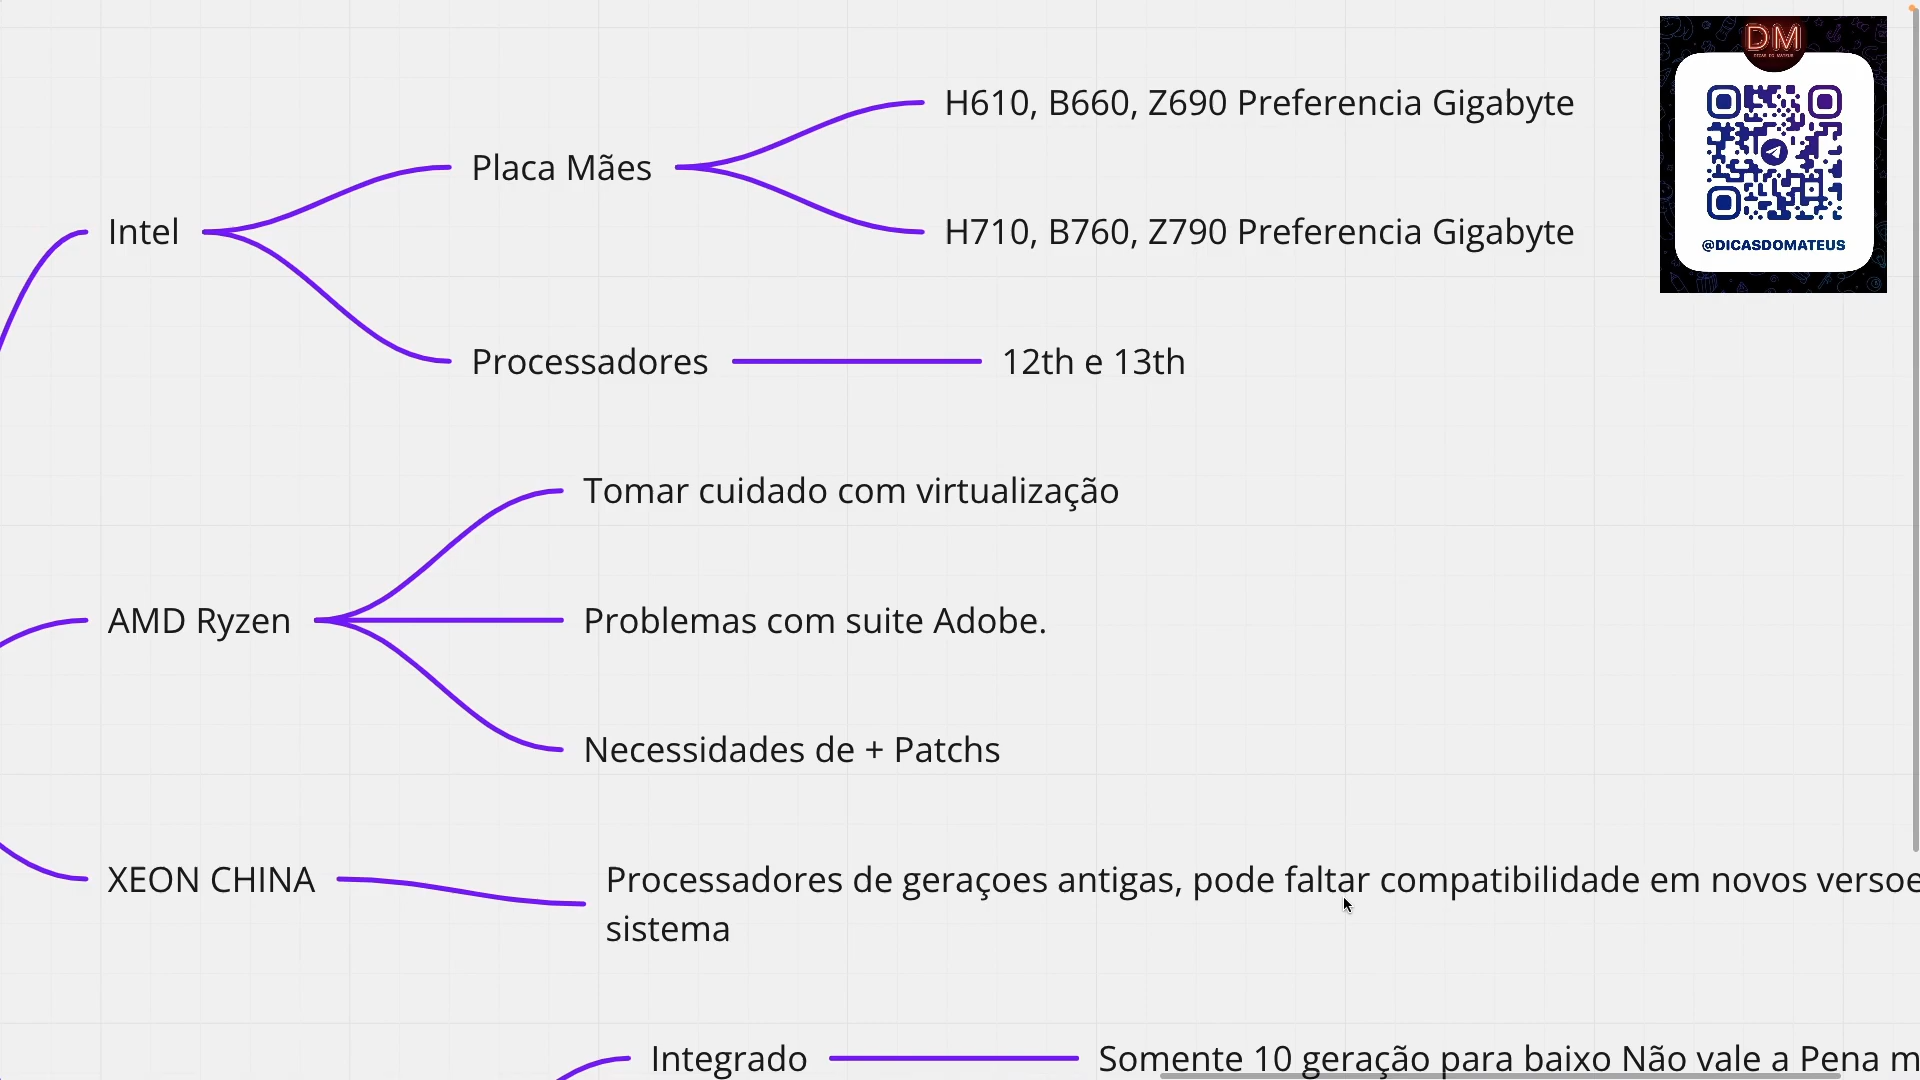 DM
H610, B660, Z690 Preferencia Gigabyte
Placa Mães
Intel
H710, B760, Z790 Preferencia Gigabyte
@DICASDOMATEUS
Processadores
12th e 13th
Tomar cuidado com virtualização
AMD Ryzen
Problemas com suite Adobe.
Necessidades de + Patchs
XEON CHINA
Processadores de geraçoes antigas, pode faltar compatibilidade em novos versoe
sistema
Integrado
Somente 10 geração para baixo Não vale a Pena m